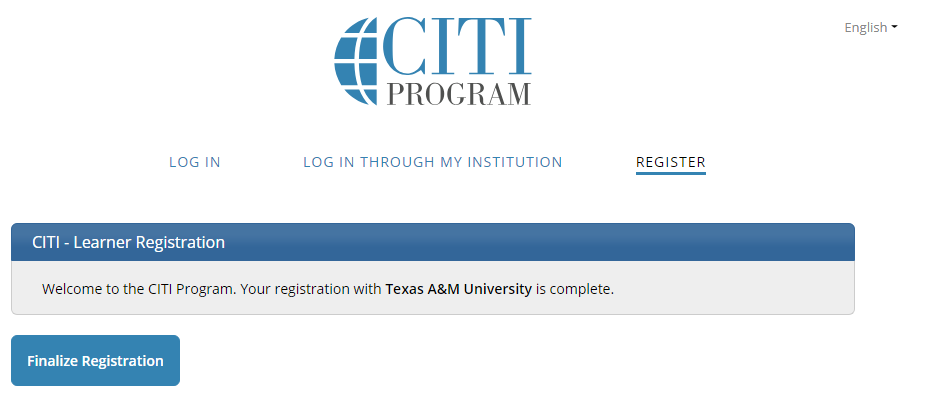 English
CITI
PROGRAM
LOG IN
LOG IN THROUGH MY INSTITUTION
REGISTER
CITI - Learner Registration
Welcome to the CITI Program. Your registration with Texas A&M University is complete.
Finalize Registration